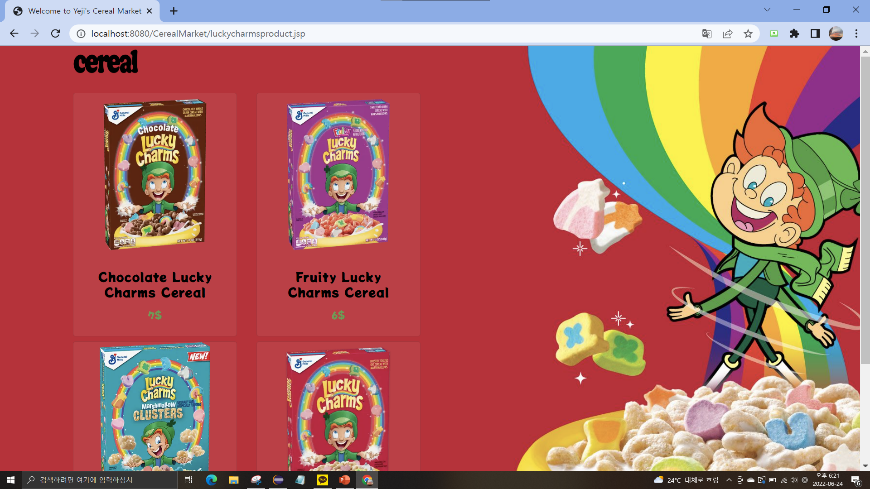 Welcome to Yeji's Cereal Market
localhost:8080/CerealMarket/luckycharmsproduct.jsp
cereal
Chocolate
Lucky
Charms
Lucky
Charms
Chocolate Lucky
Charms Cereal
7$
Fruity Lucky
Charms Cereal
6$
NEW!
Lucky
Charms
Marshmallow
CLUSTERS
Lucky
Charms
검색하려면 여기에 입력하십시
24°C 대체로 흐림
오후 6:21
2022-06-24